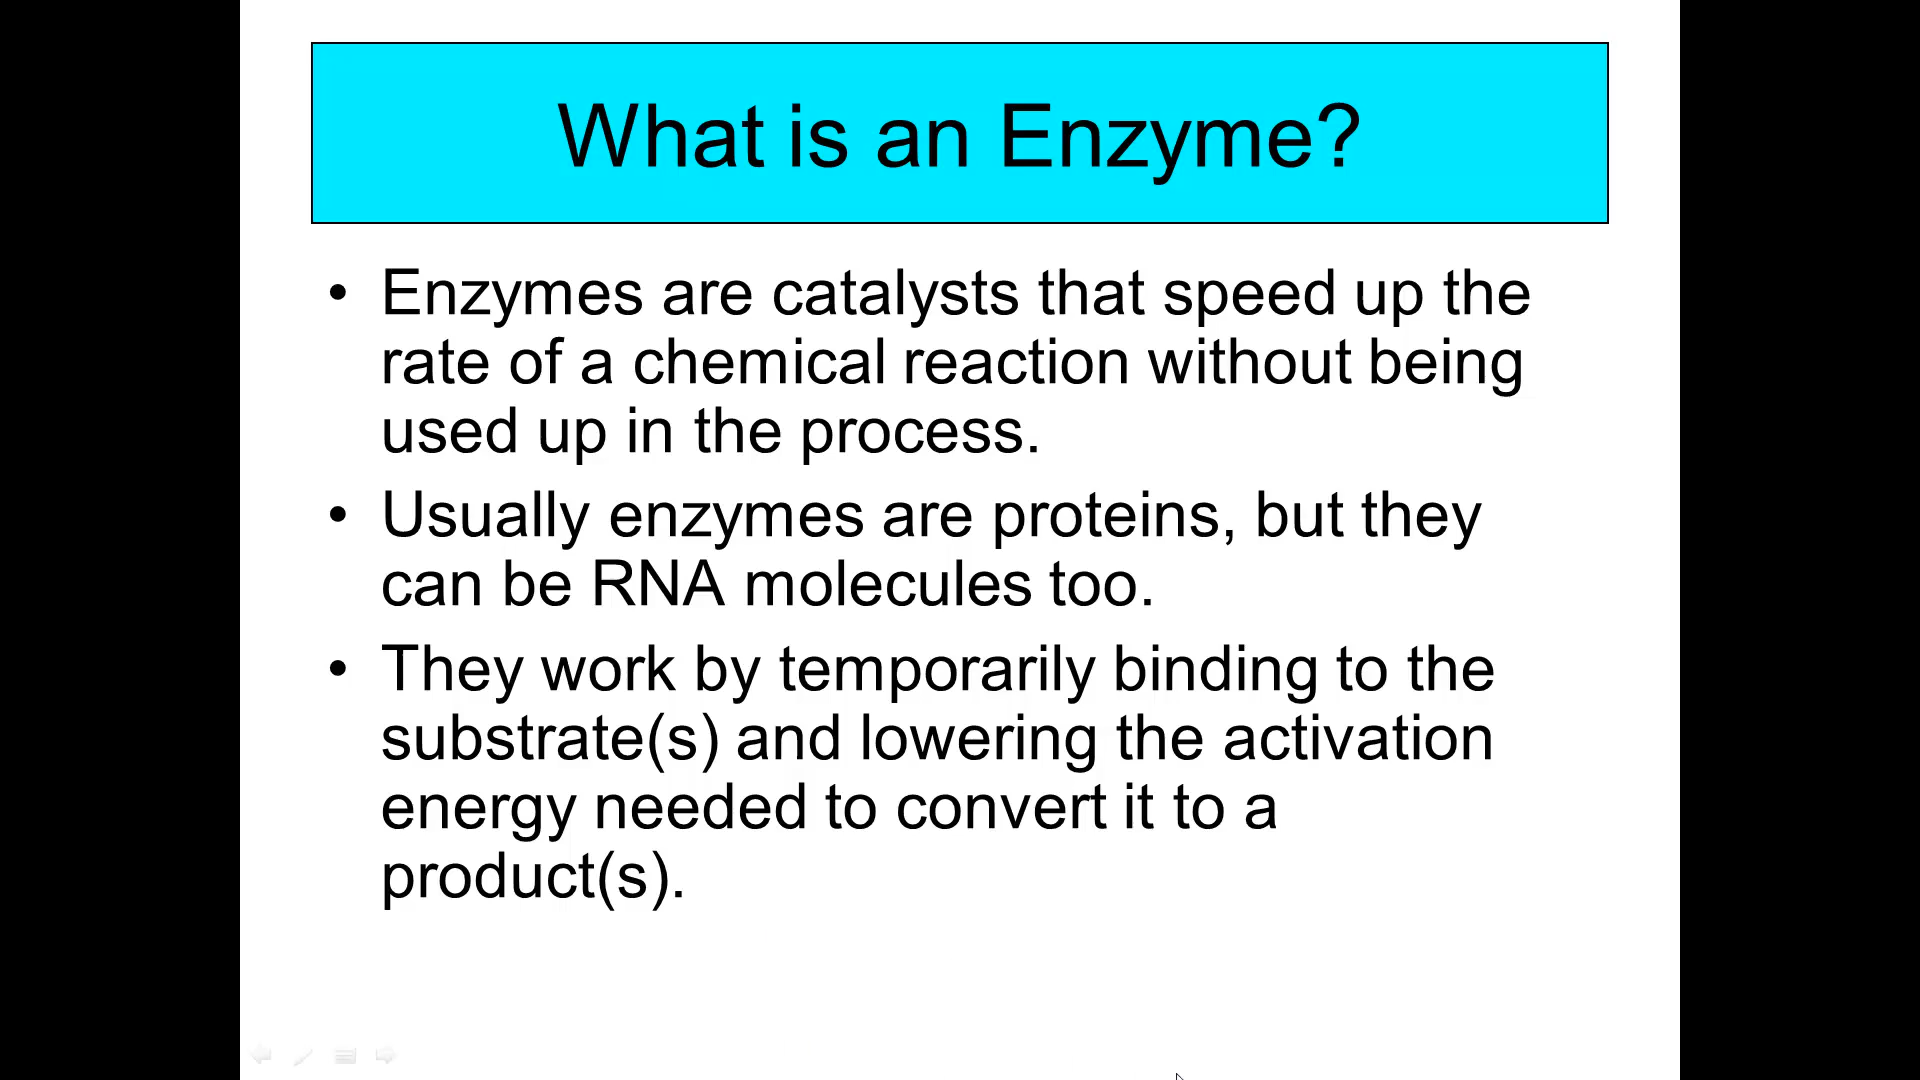 What is an Enzyme?
• Enzymes are catalysts that speed up the
rate of a chemical reaction without being
used up in the process.
• Usually enzymes are proteins, but they
can be RNA molecules too.
• They work by temporarily binding to the
substrate(s) and lowering the activation
energy needed to convert it to a
product(s).